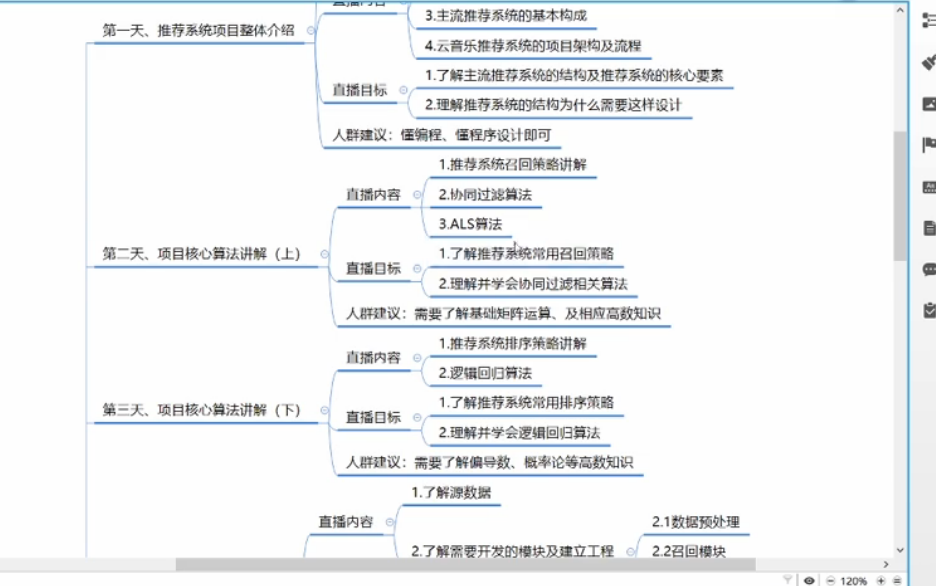 直播内容
3.主流推荐系统的基本构成
第一天、推荐系统项目整体介绍
4.云音乐推荐系统的项目架构及流程
1.了解主流推荐系统的结构及推荐系统的核心要素
直播目标
2.理解推荐系统的结构为什么需要这样设计
人群建议：懂编程、懂程序设计即可
1.推荐系统召回策略讲解
直播内容
2.协同过滤算法
3.ALS算法
第二天、项目核心算法讲解（上）
1.了解推荐系统常用召回策略
直播目标
2.理解并学会协同过滤相关算法
人群建议：需要了解基础矩阵运算、及相应高数知识
1.推荐系统排序策略讲解
直播内容
2.逻辑回归算法
第三天、项目核心算法讲解（下）
1.了解推荐系统常用排序策略
直播目标
2.理解并学会逻辑回归算法
人群建议：需要了解偏导数、概率论等高数知识
1.了解源数据
直播内容
2.1数据预处理
2.了解需要开发的模块及建立工程
2.2召回模块
120%